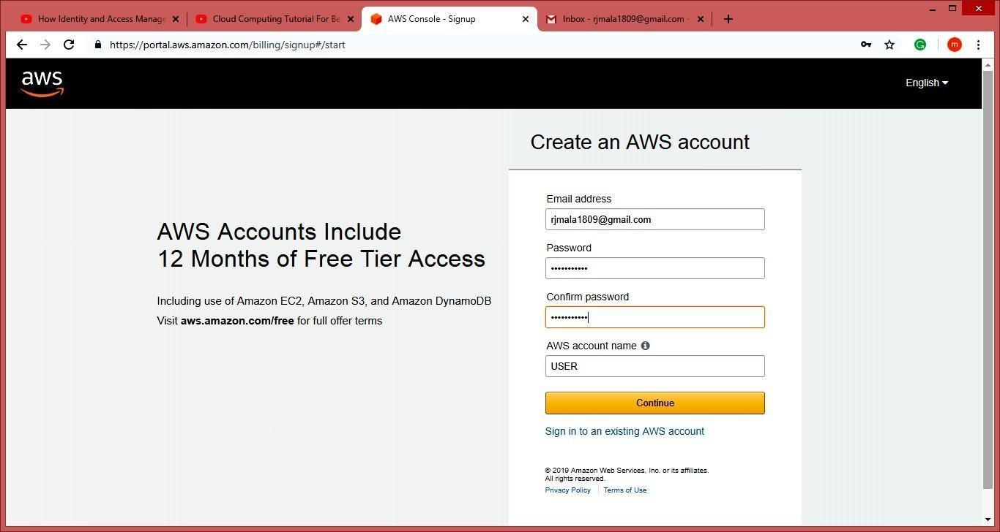 How Identity and Access Manage
Cloud Computing Tutorial For Be
AWS Console - Signup
Inbox - rjmala1809@gmail.com -
https://portal.aws.amazon.com/billing/signup#/start
m
aws
English
Create an AWS account
AWS Accounts Include
12 Months of Free Tier Access
Including use of Amazon EC2, Amazon S3, and Amazon DynamoDB
Visit aws.amazon.com/free for full offer terms
Email address
rjmala1809@gmail.com
Password
•••••••••••
Confirm password
•••••••••••
AWS account name
USER
Continue
Sign in to an existing AWS account
© 2019 Amazon Web Services, Inc. or its affiliates.
All rights reserved.
Privacy Policy | Terms of Use